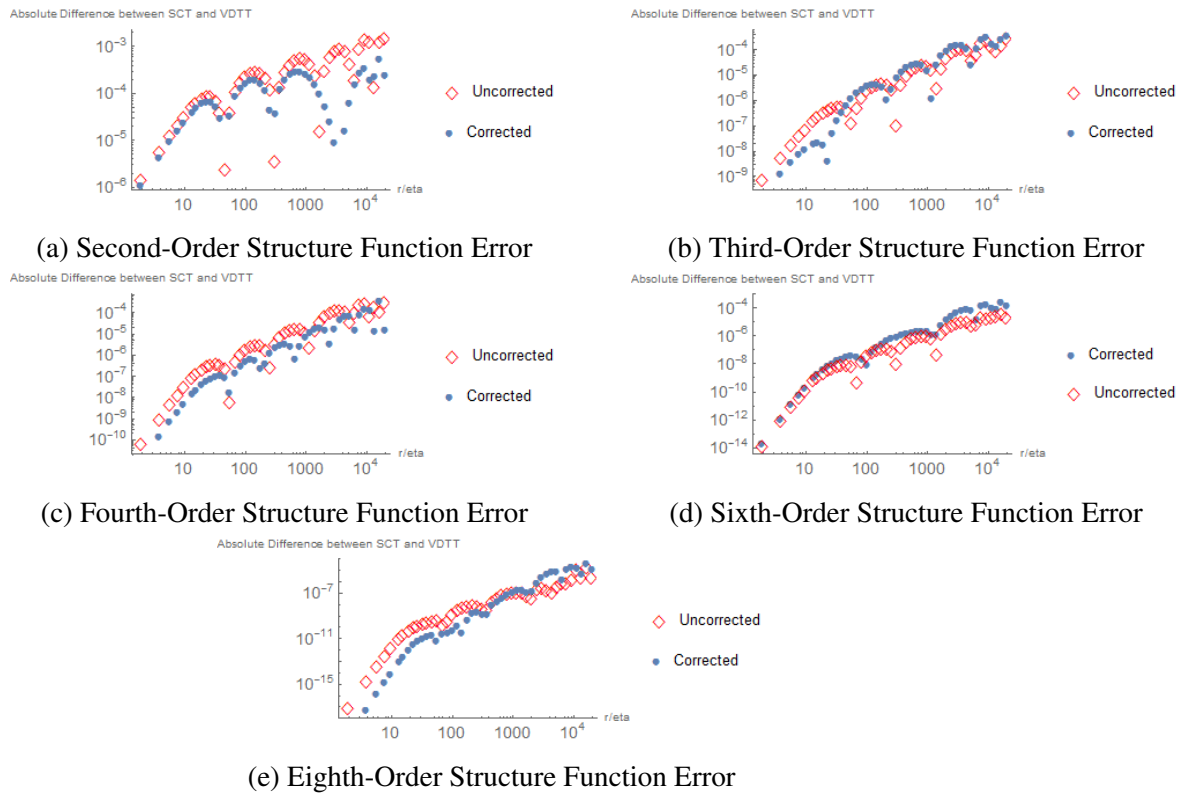 Absolute Difference between SCT and VDTT
10^-3
10^-4
10^-5
10^-6
10
100
1000
10^4
r/eta
Uncorrected
Corrected
(a) Second-Order Structure Function Error
Absolute Difference between SCT and VDTT
10^-4
10^-5
10^-6
10^-7
10^-8
10^-9
10
100
1000
10^4
r/eta
Uncorrected
Corrected
(b) Third-Order Structure Function Error
Absolute Difference between SCT and VDTT
10^-4
10^-5
10^-6
10^-7
10^-8
10^-9
10^-10
10
100
1000
10^4
r/eta
Uncorrected
Corrected
(c) Fourth-Order Structure Function Error
Absolute Difference between SCT and VDTT
10^-4
10^-6
10^-8
10^-10
10^-12
10^-14
10
100
1000
10^4
r/eta
Corrected
Uncorrected
(d) Sixth-Order Structure Function Error
Absolute Difference between SCT and VDTT
10^-7
10^-11
10^-15
10
100
1000
10^4
r/eta
Uncorrected
Corrected
(e) Eighth-Order Structure Function Error